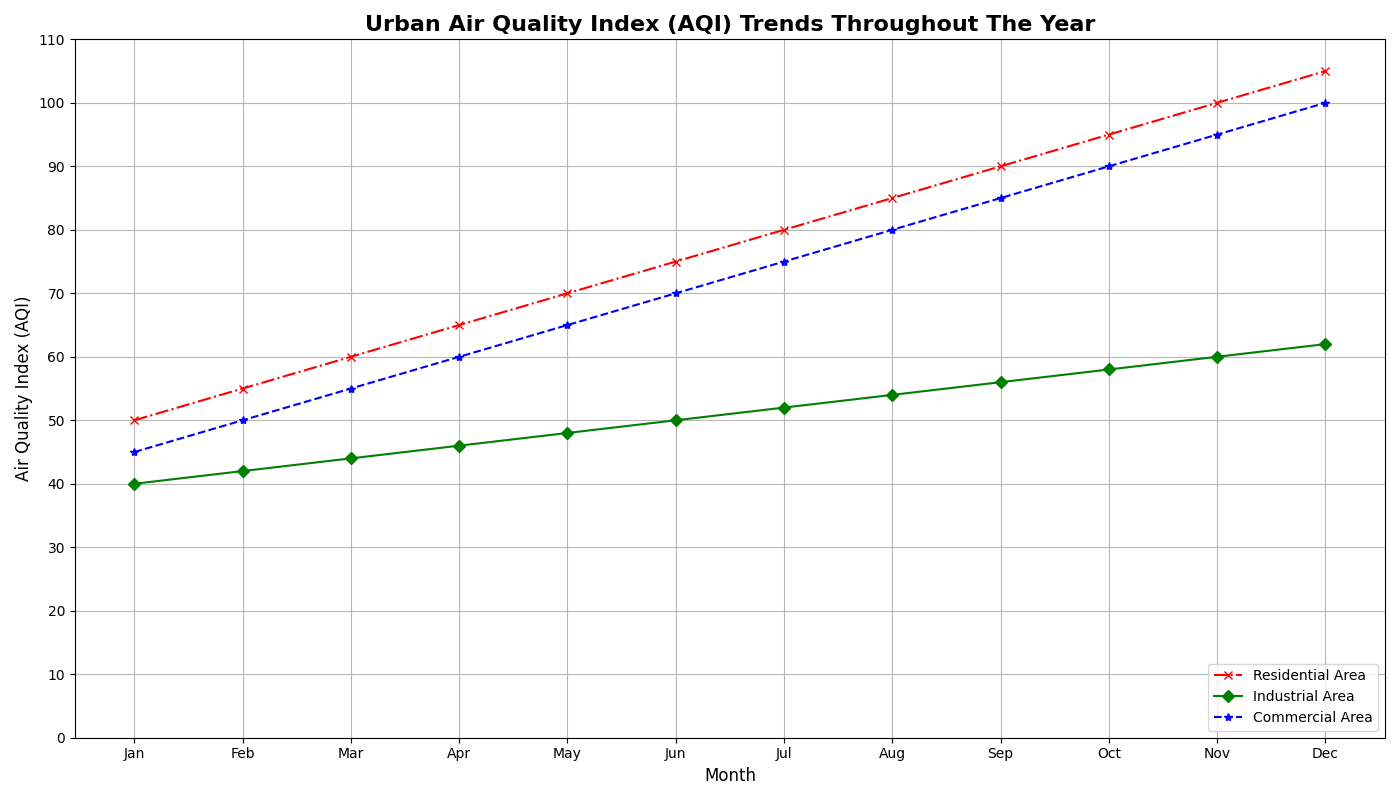 Urban Air Quality Index (AQI) Trends Throughout The Year
Air Quality Index (AQI)
110
100
90
80
70
60
50
40
30
20
10
0
Jan Feb Mar Apr May Jun Jul Aug Sep Oct Nov Dec
Month
Residential Area
Industrial Area
Commercial Area